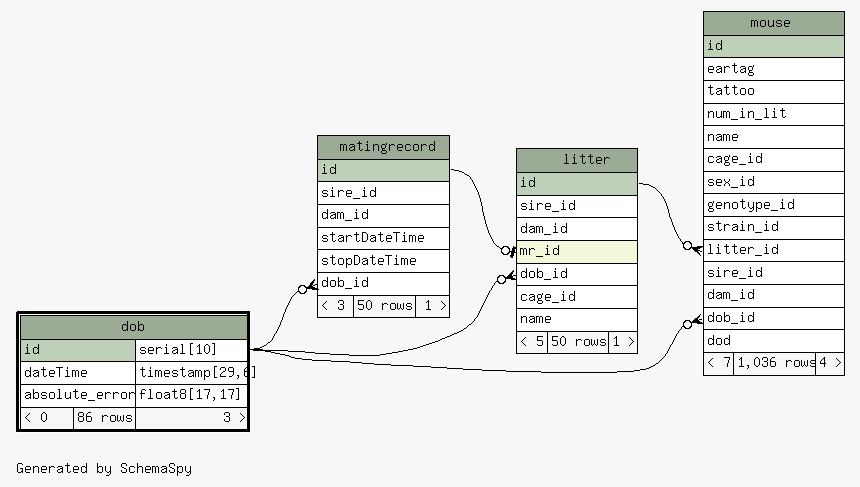 mouse
id
eartag
tattoo
num_in_lit
name
cage_id
sex_id
genotype_id
strain_id
litter_id
sire_id
dam_id
dob_id
dod
< 7 1,036 rows 4 >
matingrecord
id
sire_id
dam_id
startDateTime
stopDateTime
dob_id
< 3 50 rows 1 >
litter
id
sire_id
dam_id
mr_id
dob_id
cage_id
name
< 5 50 rows 1 >
dob
id serial[10]
dateTime timestamp[29,6]
absolute_error float8[17,17]
< 0 86 rows 3 >
Generated by SchemaSpy